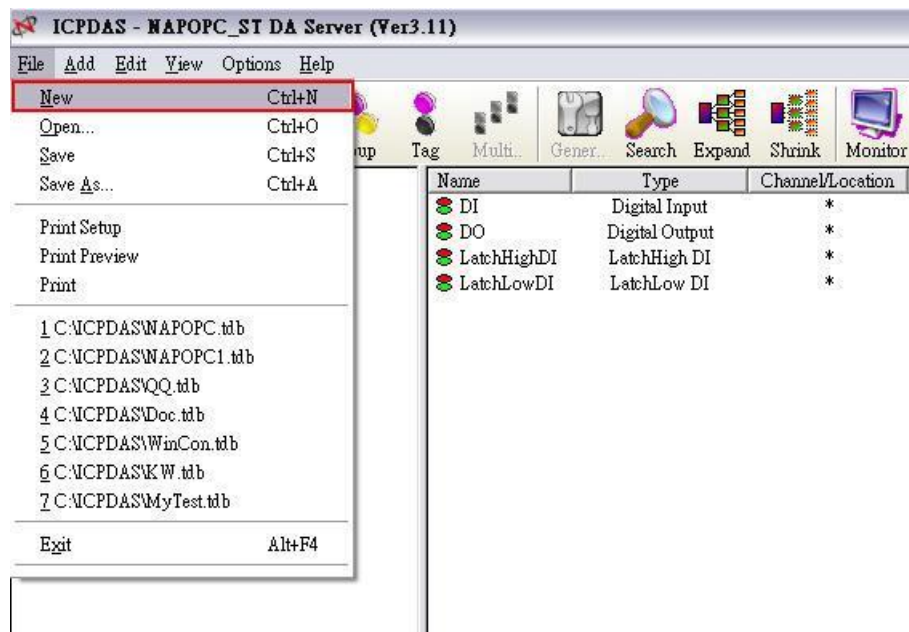 ICPDAS - NAPOPC_ST DA Server (Ver3.11)
File Add Edit View Options Help
New Ctrl+N
Open... Ctrl+O
Save Ctrl+S
Save As... Ctrl+A
Print Setup
Print Preview
Print
1 C:\ICPDAS\NAPOPC.tdb
2 C:\ICPDAS\NAPOPC1.tdb
3 C:\ICPDAS\QQ.tdb
4 C:\ICPDAS\Doc.tdb
5 C:\ICPDAS\WinCon.tdb
6 C:\ICPDAS\KW.tdb
7 C:\ICPDAS\MyTest.tdb
Exit Alt+F4
up Tag Multi.. Gener.. Search Expand Shrink Monitor
Name Type Channel/Location
DI Digital Input *
DO Digital Output *
LatchHighDI LatchHigh DI *
LatchLowDI LatchLow DI *